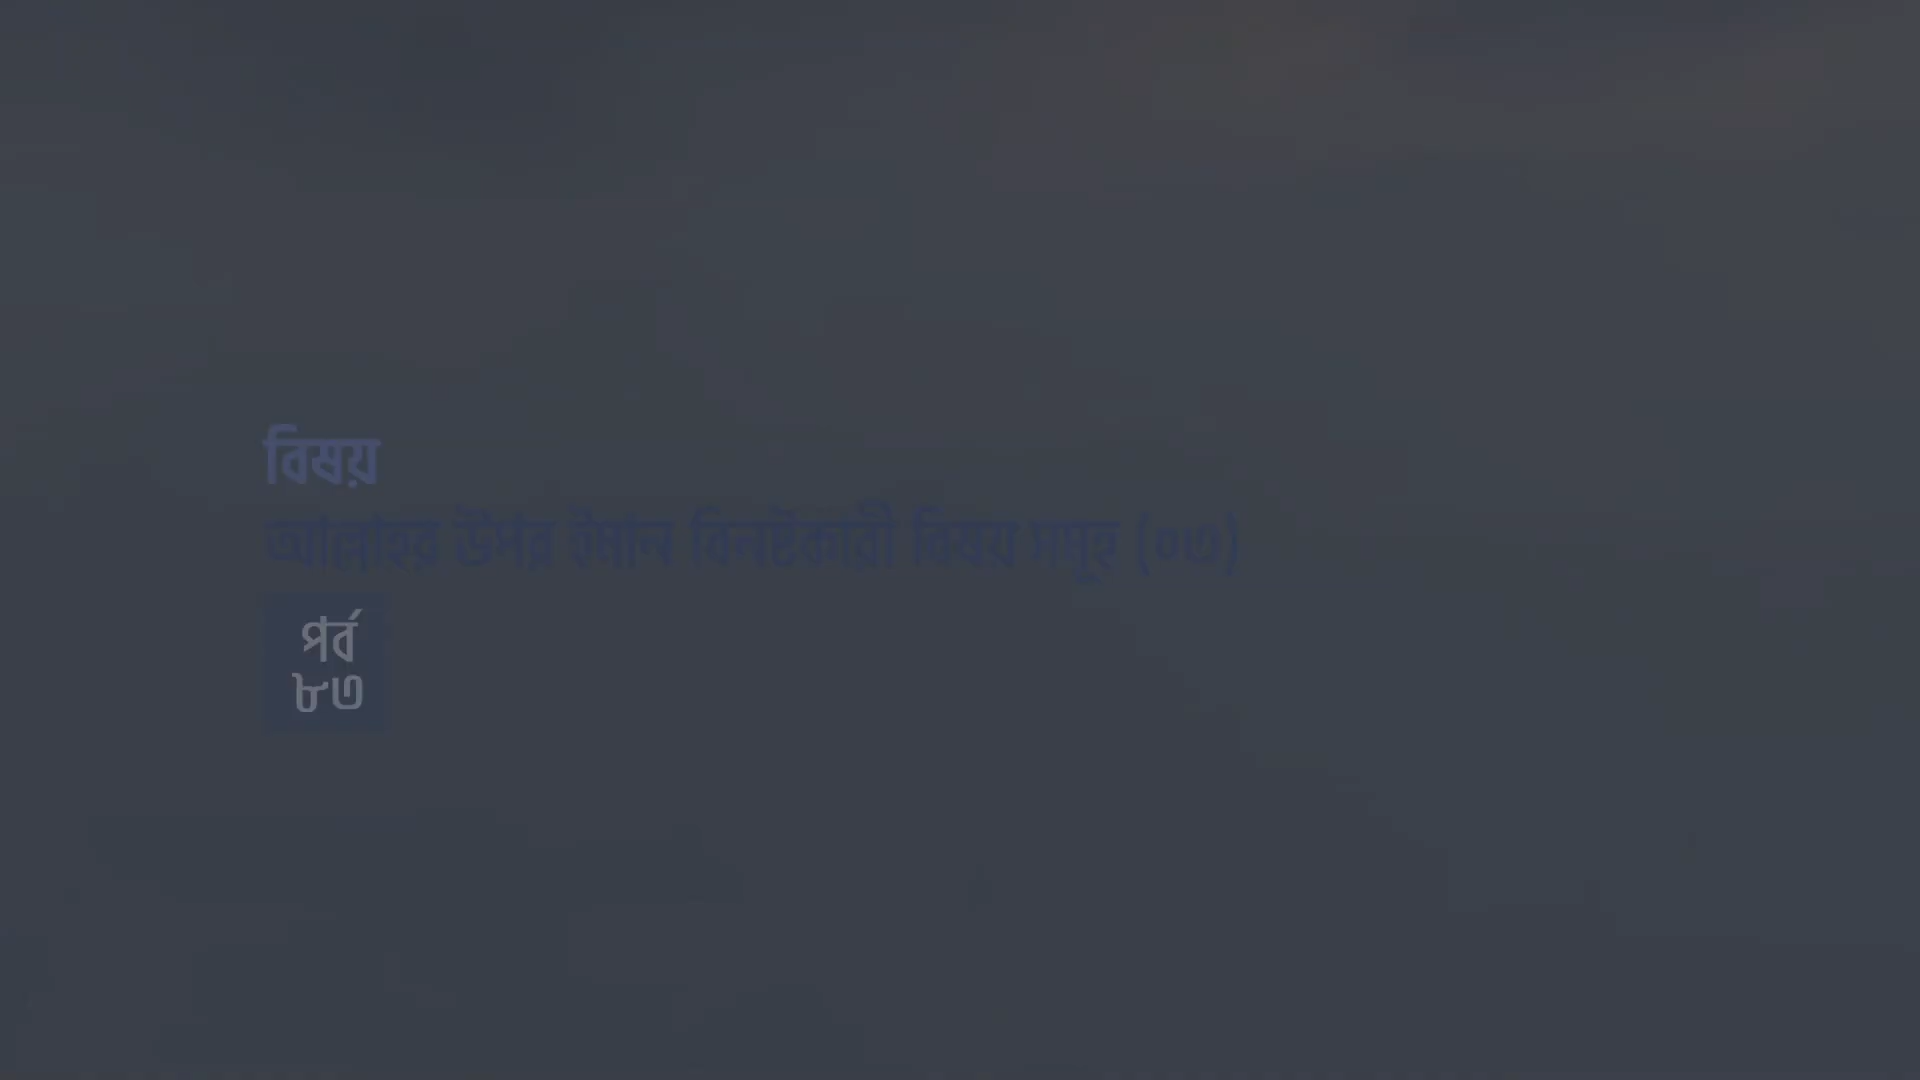 বিষয়
আল্লাহর উপর ঈমান বিনষ্টকারী বিষয় সমূহ (০৩)
পর্ব
৮৩